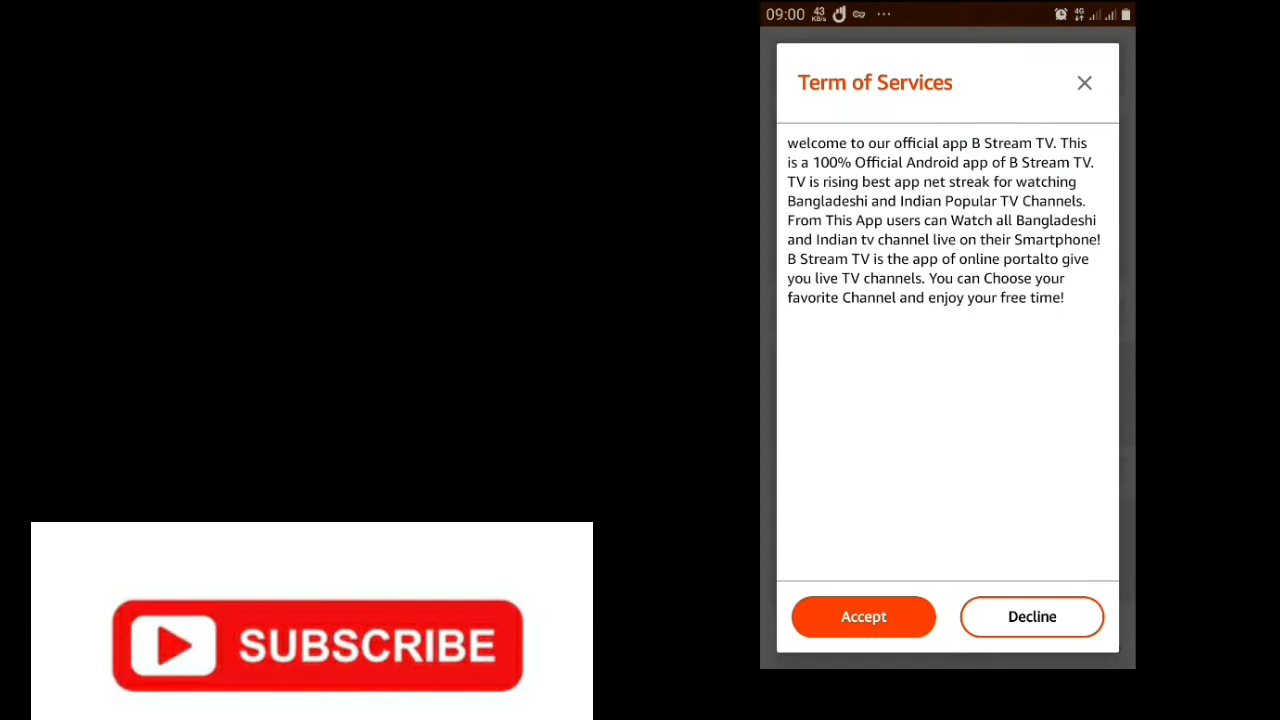 09:00 43 KB/s ... 4G
Term of Services
welcome to our official app B Stream TV. This
is a 100% Official Android app of B Stream TV.
TV is rising best app net streak for watching
Bangladeshi and Indian Popular TV Channels.
From This App users can Watch all Bangladeshi
and Indian tv channel live on their Smartphone!
B Stream TV is the app of online portalto give
you live TV channels. You can Choose your
favorite Channel and enjoy your free time!
Accept Decline
SUBSCRIBE